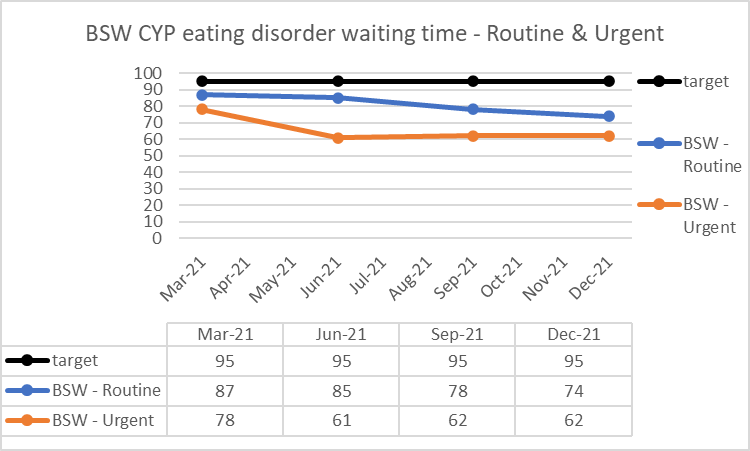 BSW CYP eating disorder waiting time - Routine & Urgent
100
90
80
70
60
50
40
30
20
10
0
Mar-21
Apr-21
May-21
Jun-21
Jul-21
Aug-21
Sep-21
Oct-21
Nov-21
Dec-21
target
BSW -
Routine
BSW -
Urgent
Mar-21 Jun-21 Sep-21 Dec-21
target 95 95 95 95
BSW - Routine 87 85 78 74
BSW - Urgent 78 61 62 62